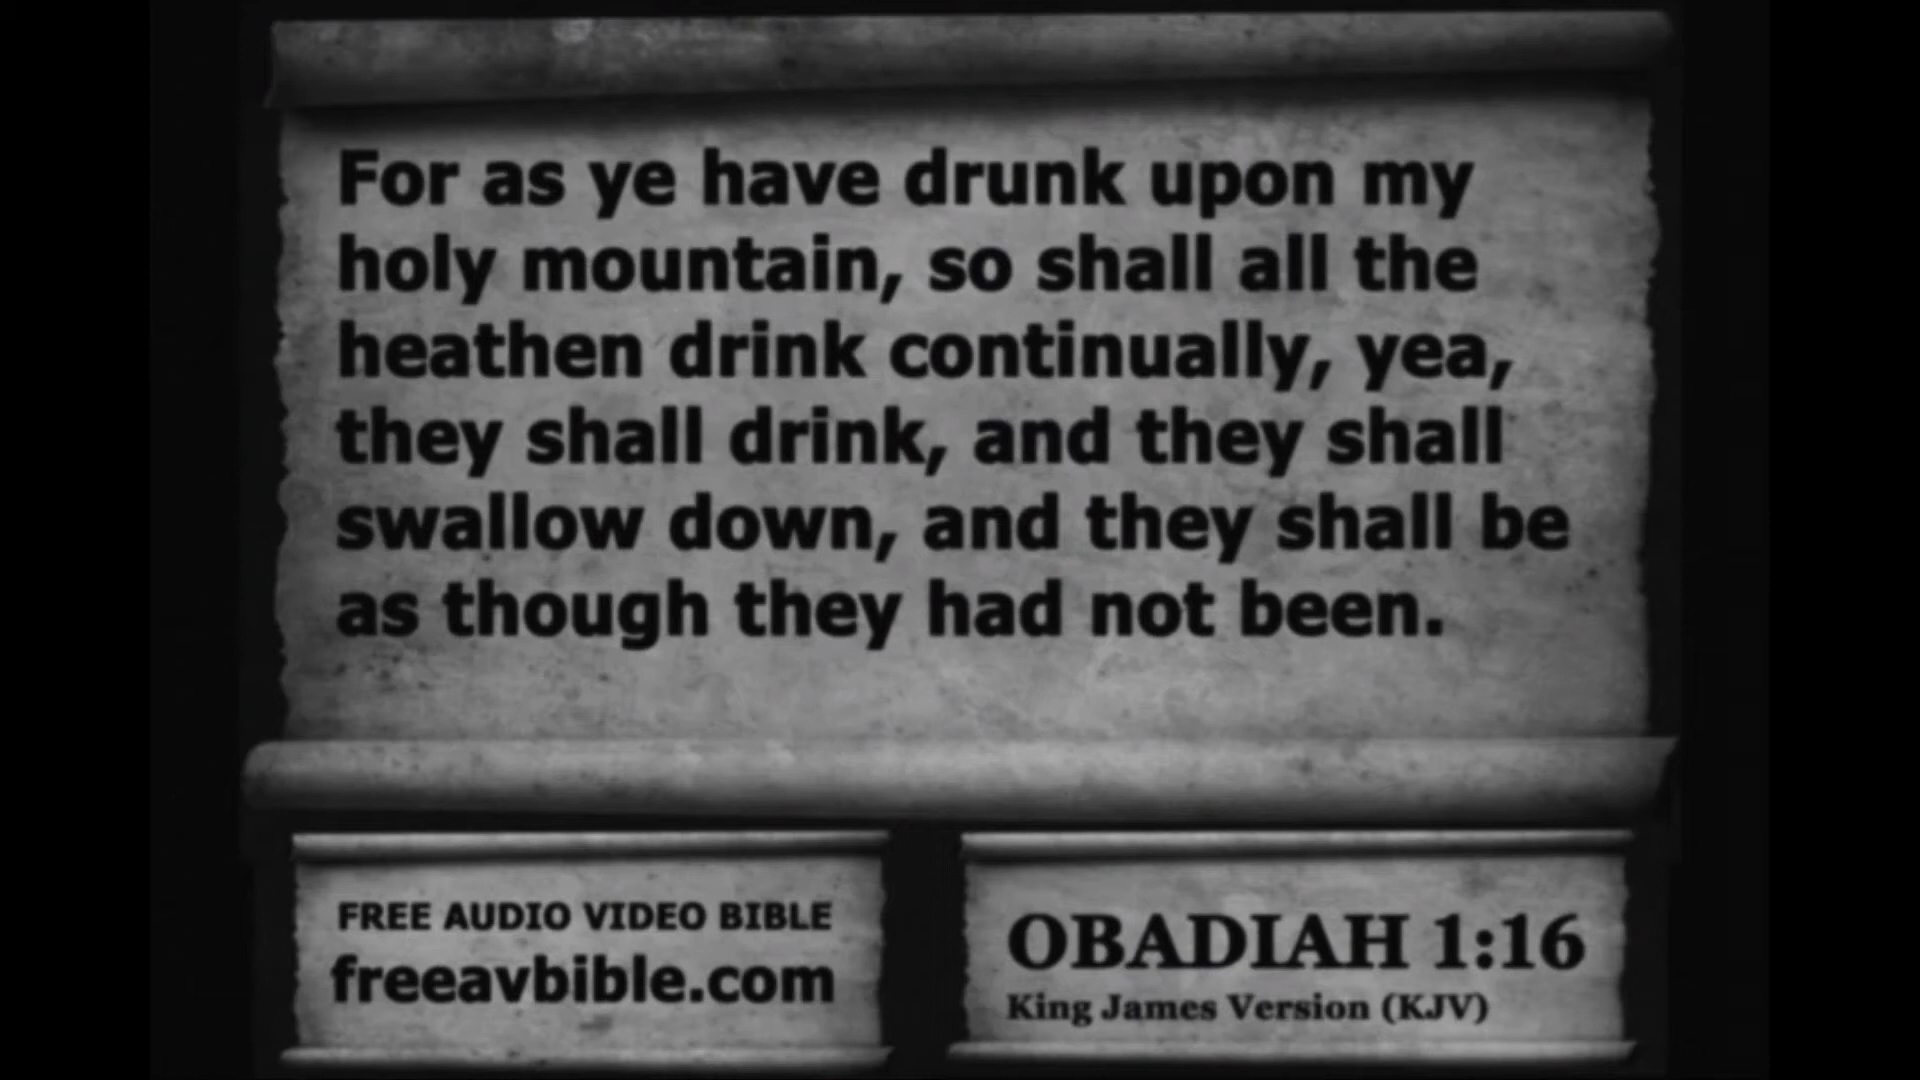 For as ye have drunk upon my
holy mountain, so shall all the
heathen drink continually, yea,
they shall drink, and they shall
swallow down, and they shall be
as though they had not been.
FREE AUDIO VIDEO BIBLE
freeavbible.com
OBADIAH 1:16
King James Version (KJV)